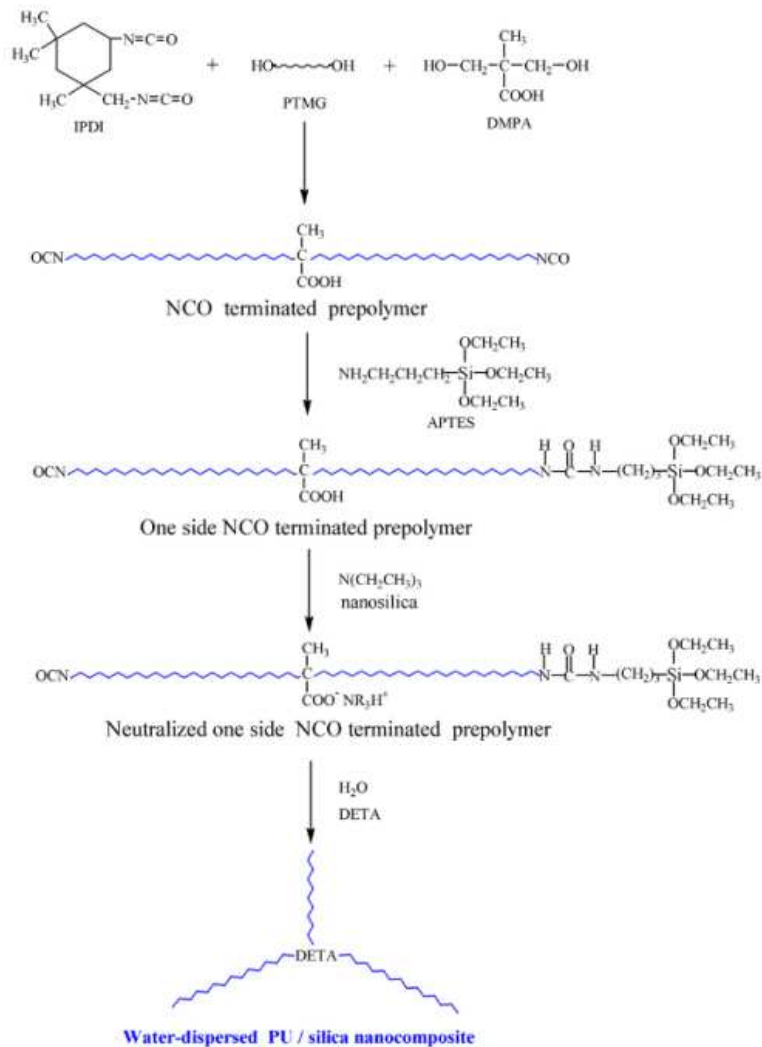 H₃C N=C=O
H₃C
+ HO OH + HO-CH₂-C-CH₂-OH
CH₃
H₃C CH₂-N=C=O
COOH
IPDI
PTMG
DMPA
CH₃
OCN C NCO
COOH
NCO terminated prepolymer
OCH₂CH₃
NH₂CH₂CH₂CH₂-Si-OCH₂CH₃
OCH₂CH₃
APTES
CH₃ H O H OCH₂CH₃
OCN C N-C-N-(CH₂)₃-Si-OCH₂CH₃
COOH OCH₂CH₃
One side NCO terminated prepolymer
N(CH₂CH₃)₃
nanosilica
CH₃ H O H OCH₂CH₃
OCN C N-C-N-(CH₂)₃-Si-OCH₂CH₃
COO⁻ NR₃H⁺ OCH₂CH₃
Neutralized one side NCO terminated prepolymer
H₂O
DETA
DETA
Water-dispersed PU / silica nanocomposite